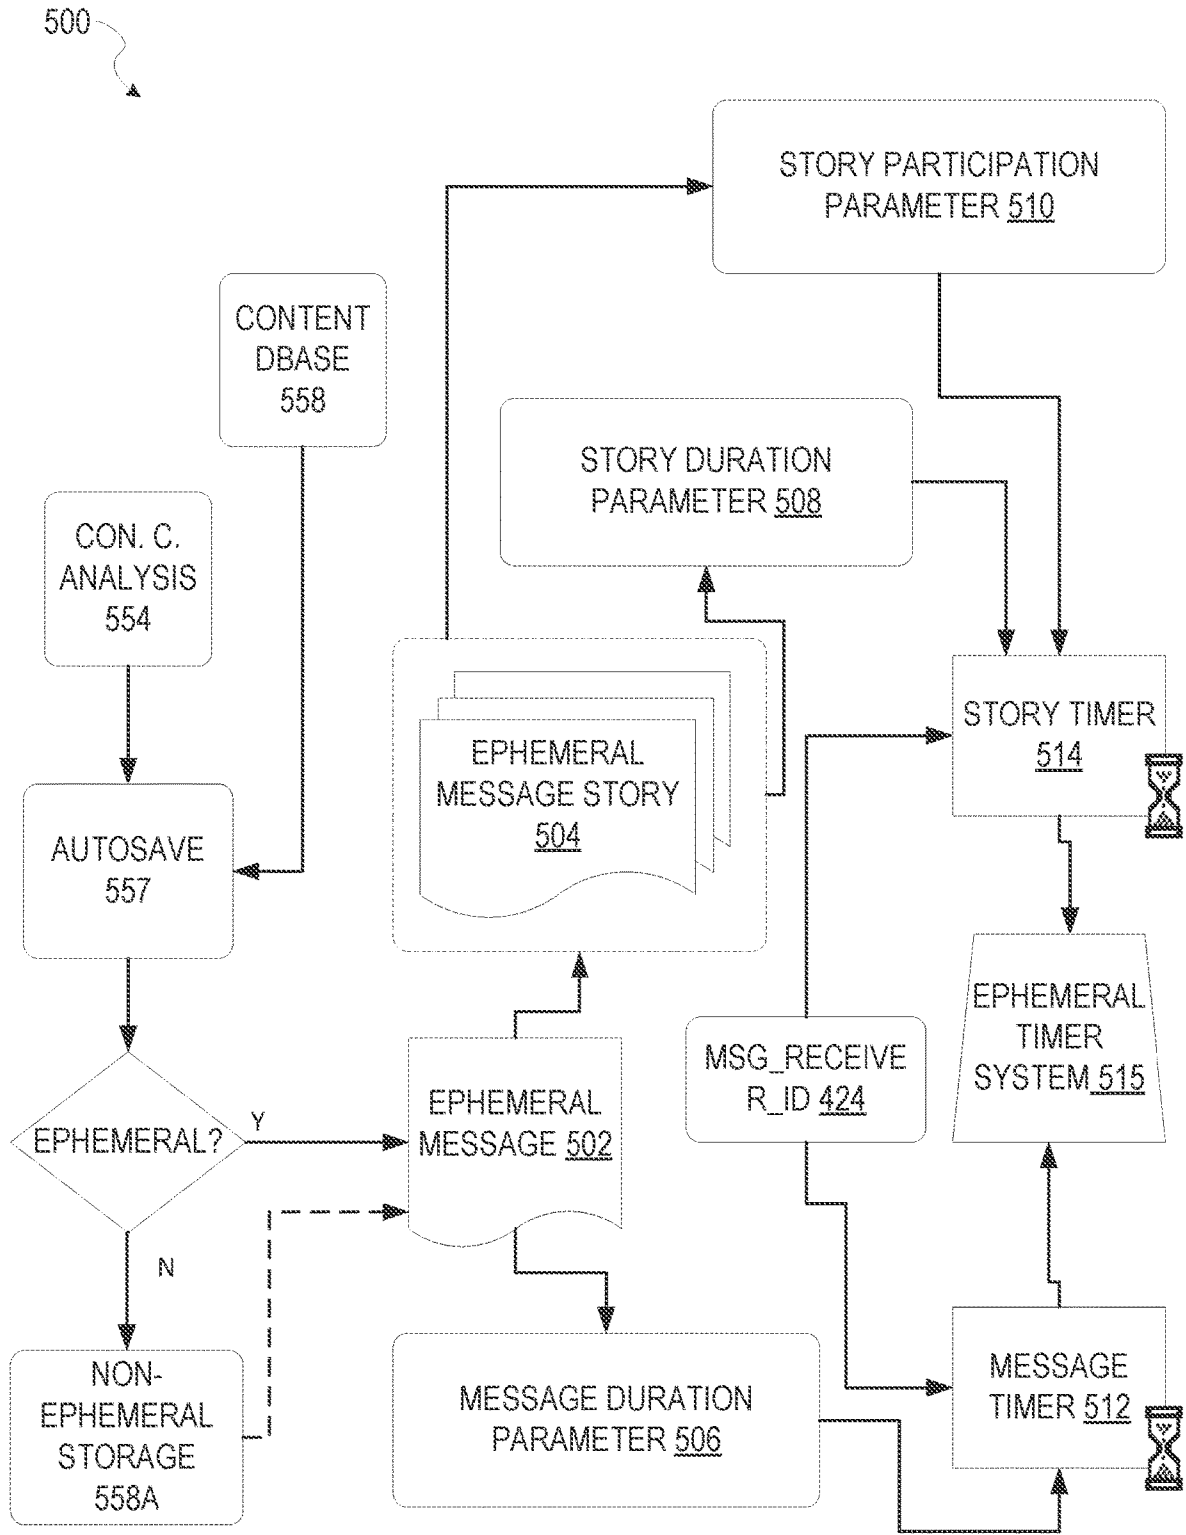 500
STORY PARTICIPATION
PARAMETER 510
CONTENT
DBASE
558
STORY DURATION
PARAMETER 508
CON. C.
ANALYSIS
554
EPHEMERAL
MESSAGE STORY
504
STORY TIMER
514
AUTOSAVE
557
EPHEMERAL
TIMER
SYSTEM 515
MSG_RECEIVE
R_ID 424
EPHEMERAL
MESSAGE 502
EPHEMERAL?
Y
N
NON-
EPHEMERAL
STORAGE
558A
MESSAGE DURATION
PARAMETER 506
MESSAGE
TIMER 512